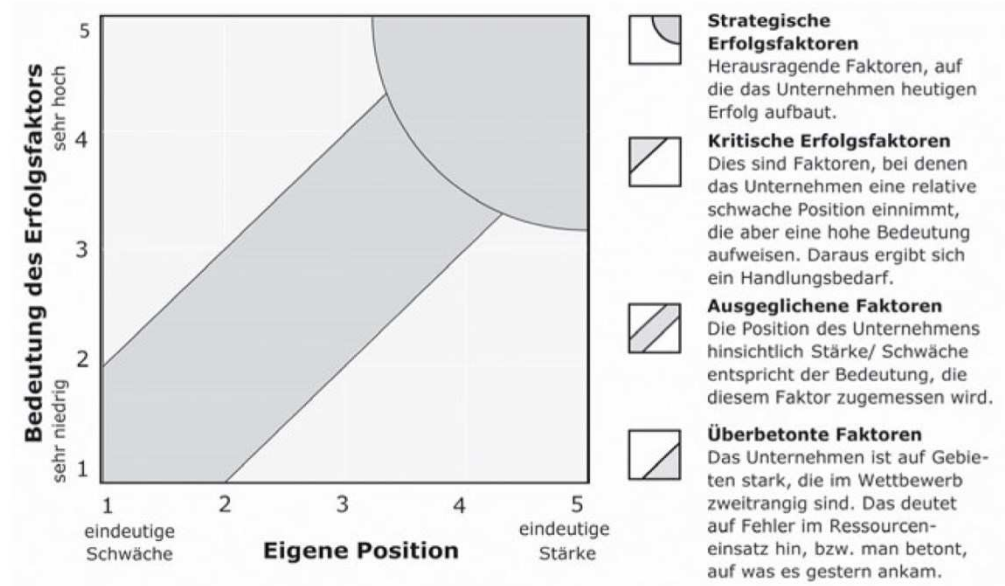 Bedeutung des Erfolgsfaktors
sehr niedrig
sehr hoch
5
4
3
2
1
1
2
3
4
5
eindeutige
Schwäche
Eigene Position
eindeutige
Stärke
Strategische
Erfolgsfaktoren
Herausragende Faktoren, auf
die das Unternehmen heutigen
Erfolg aufbaut.
Kritische Erfolgsfaktoren
Dies sind Faktoren, bei denen
das Unternehmen eine relative
schwache Position einnimmt,
die aber eine hohe Bedeutung
aufweisen. Daraus ergibt sich
ein Handlungsbedarf.
Ausgeglichene Faktoren
Die Position des Unternehmens
hinsichtlich Stärke/ Schwäche
entspricht der Bedeutung, die
diesem Faktor zugemessen wird.
Überbetonte Faktoren
Das Unternehmen ist auf Gebie-
ten stark, die im Wettbewerb
zweitrangig sind. Das deutet
auf Fehler im Ressourcen-
einsatz hin, bzw. man betont,
auf was es gestern ankam.